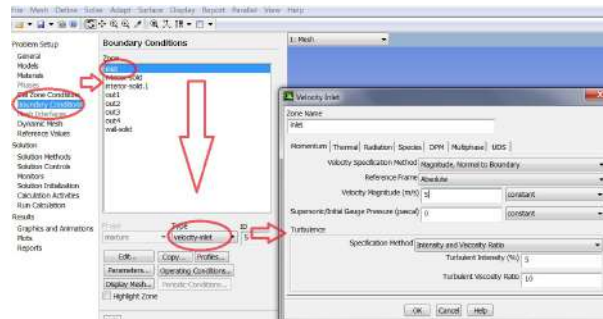 File Mesh Define Solve Adapt Surface Display Report Parallel View Help
Problem Setup
General
Models
Materials
Phases
Cell Zone Conditions
Boundary Conditions
Mesh Interfaces
Dynamic Mesh
Reference Values
Solution
Solution Methods
Solution Controls
Monitors
Solution Initialization
Calculation Activities
Run Calculation
Results
Graphics and Animations
Plots
Reports
Boundary Conditions
Zone
inlet
interior-solid
interior-solid.1
out1
out2
out3
out4
wall-solid
Phase
Type
ID
mixture
velocity-inlet
5
Edit...
Copy...
Profiles...
Parameters...
Operating Conditions...
Display Mesh...
Periodic Conditions...
Highlight Zone
1: Mesh
Velocity Inlet
Zone Name
inlet
Momentum Thermal Radiation Species DPM Multiphase UDS
Velocity Specification Method Magnitude, Normal to Boundary
Reference Frame Absolute
Velocity Magnitude (m/s) 5 constant
Supersonic/Initial Gauge Pressure (pascal) 0 constant
Turbulence
Specification Method Intensity and Viscosity Ratio
Turbulent Intensity (%) 5
Turbulent Viscosity Ratio 10
OK Cancel Help